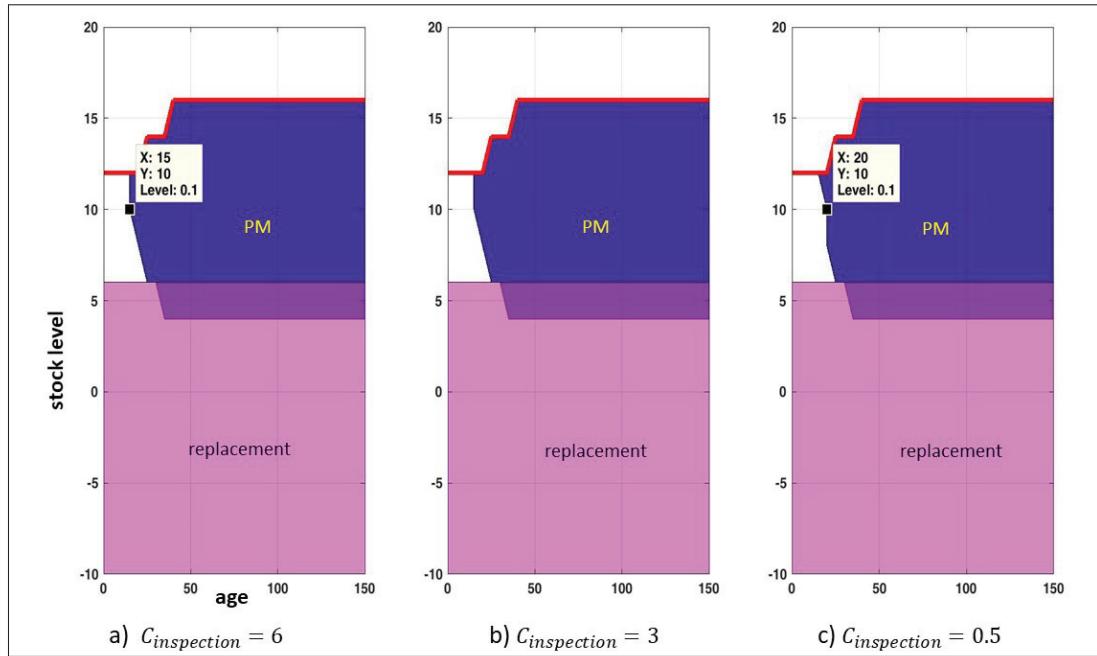 20
15
10
5
0
-5
-10
0
50
100
150
X: 15
Y: 10
Level: 0.1
PM
replacement
stock level
age
a) C_inspection = 6
20
15
10
5
0
-5
-10
0
50
100
150
PM
replacement
b) C_inspection = 3
20
15
10
5
0
-5
-10
0
50
100
150
X: 20
Y: 10
Level: 0.1
PM
replacement
c) C_inspection = 0.5